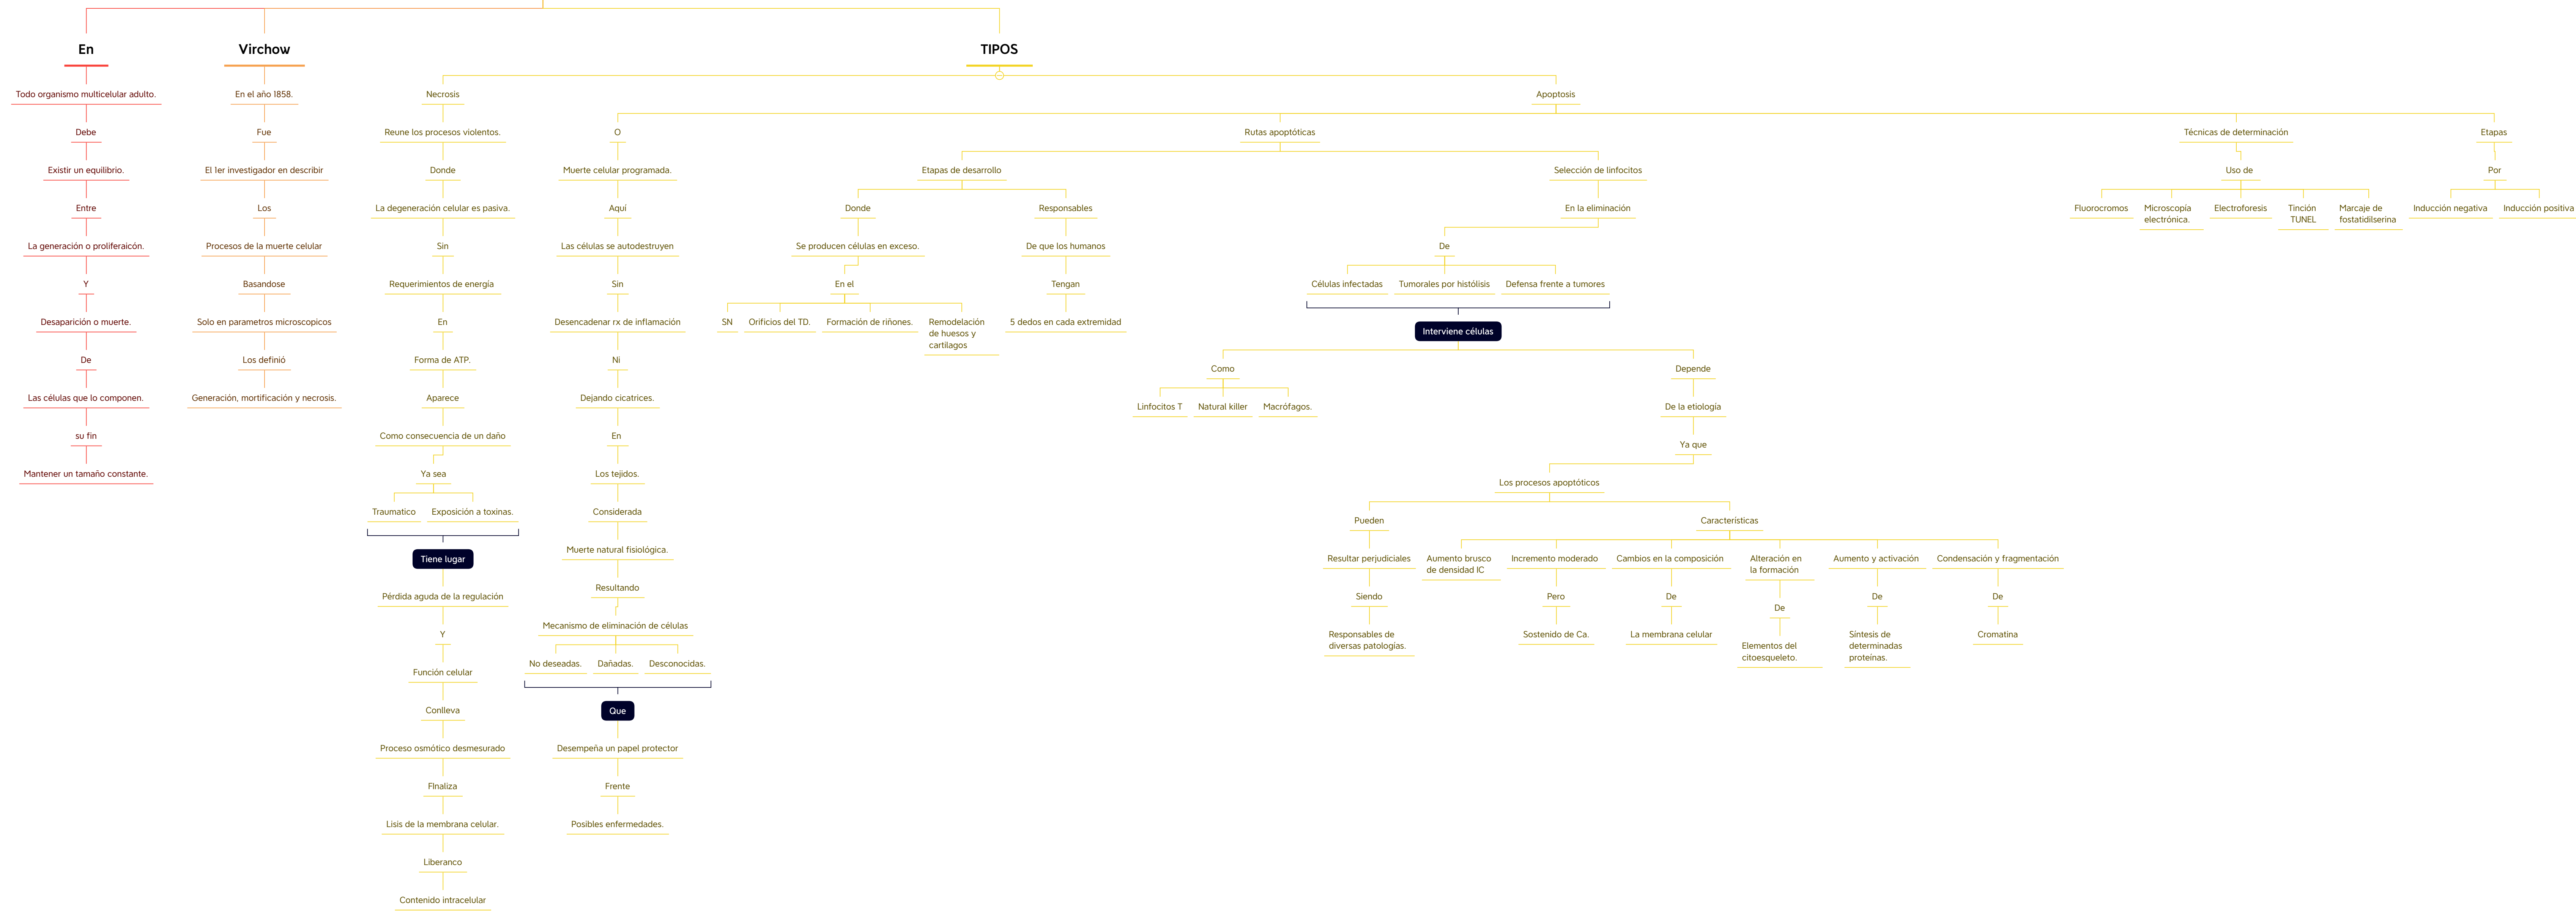 En
Todo organismo multicelular adulto.
Debe
Existir un equilibrio.
Entre
La generación o proliferaicón.
Y
Desaparición o muerte.
De
Las células que lo componen.
su fin
Mantener un tamaño constante.
Virchow
En el año 1858.
Fue
El 1er investigador en describir
Los
Procesos de la muerte celular
Basandose
Solo en parametros microscopicos
Los definió
Generación, mortificación y necrosis.
TIPOS
Necrosis
Reune los procesos violentos.
Donde
La degeneración celular es pasiva.
Sin
Requerimientos de energía
En
Forma de ATP.
Aparece
Como consecuencia de un daño
Ya sea
Traumatico
Exposición a toxinas.
Tiene lugar
Pérdida aguda de la regulación
Y
Función celular
Conlleva
Proceso osmótico desmesurado
FInaliza
Lisis de la membrana celular.
Liberanco
Contenido intracelular
Apoptosis
O
Muerte celular programada.
Aquí
Las células se autodestruyen
Sin
Desencadenar rx de inflamación
Ni
Dejando cicatrices.
En
Los tejidos.
Considerada
Muerte natural fisiológica.
Resultando
Mecanismo de eliminación de células
No deseadas.
Dañadas.
Desconocidas.
Que
Desempeña un papel protector
Frente
Posibles enfermedades.
Rutas apoptóticas
Etapas de desarrollo
Donde
Se producen células en exceso.
En el
SN
Orificios del TD.
Formación de riñones.
Remodelación
de huesos y
cartílagos
Responsables
De que los humanos
Tengan
5 dedos en cada extremidad
Selección de linfocitos
En la eliminación
De
Células infectadas
Tumorales por histólisis
Defensa frente a tumores
Interviene células
Como
Linfocitos T
Natural killer
Macrófagos.
Depende
De la etiología
Ya que
Los procesos apoptóticos
Pueden
Resultar perjudiciales
Siendo
Responsables de
diversas patologías.
Características
Aumento brusco
de densidad IC
Incremento moderado
Pero
Sostenido de Ca.
Cambios en la composición
De
La membrana celular
Alteración en
la formación
De
Elementos del
citoesqueleto.
Aumento y activación
De
Síntesis de
determinadas
proteínas.
Condensación y fragmentación
De
Cromatina
Técnicas de determinación
Uso de
Fluorocromos
Microscopía
electrónica.
Electroforesis
Tinción
TUNEL
Marcaje de
fostatidilserina
Etapas
Por
Inducción negativa
Inducción positiva